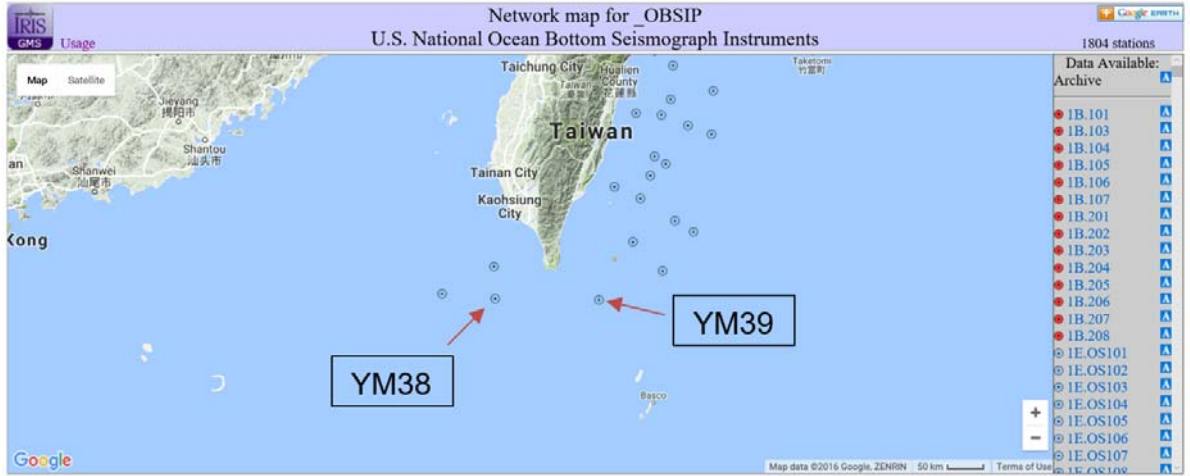 IRIS
GMS
Usage
Network map for _OBSIP
U.S. National Ocean Bottom Seismograph Instruments
Google EARTH
1804 stations
Map
Satellite
Jieyang
揭阳市
Shantou
汕头市
Shanwei
汕尾市
an
Kong
Taichung City
Hualien
County
花蓮縣
Taiwan
Taiwan
Tainan City
Kaohsiung
City
Taketomi
竹富町
Basco
YM38
YM39
+
−
Google
Map data ©2016 Google, ZENRIN
50 km
Terms of Use
Data Available:
Archive
A
1B.101 A
1B.103 A
1B.104 A
1B.105 A
1B.106 A
1B.107 A
1B.201 A
1B.202 A
1B.203 A
1B.204 A
1B.205 A
1B.206 A
1B.207 A
1B.208 A
1E.OS101 A
1E.OS102 A
1E.OS103 A
1E.OS104 A
1E.OS105 A
1E.OS106 A
1E.OS107 A
1E.OS108 A